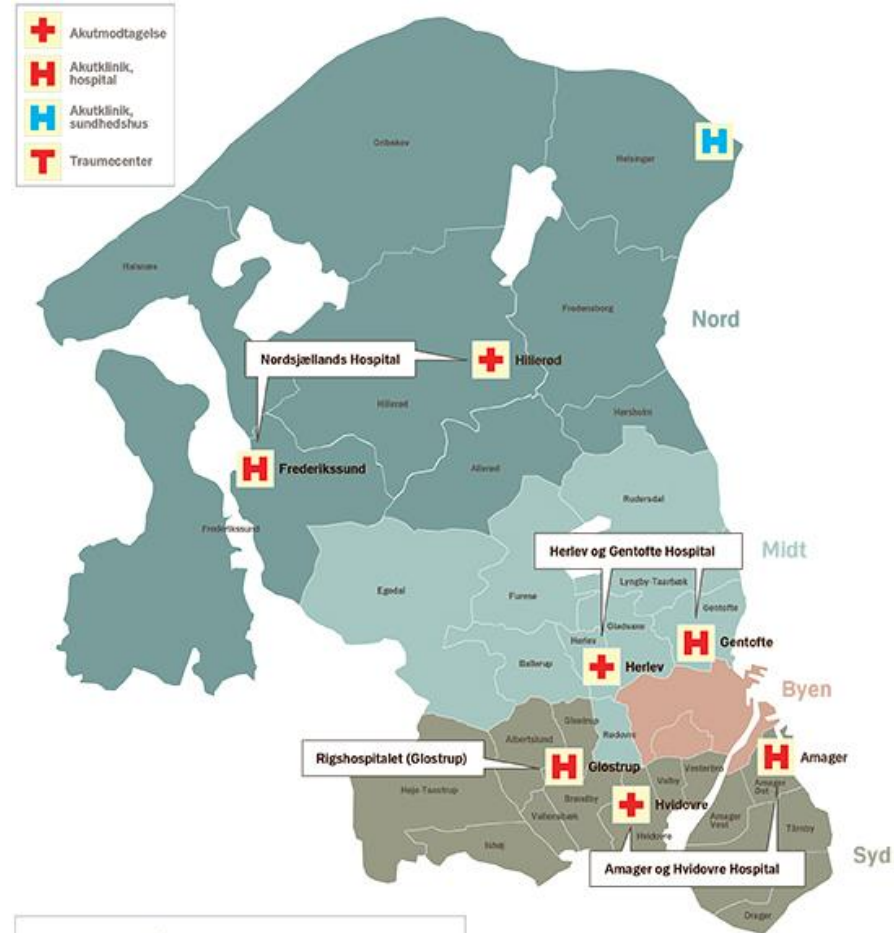 Akutmodtagelse
Akutklinik,
hospital
Akutklinik,
sundhedshus
Traumecenter
Gribskov
Helsingør
Halsnæs
Fredensborg
Nord
Nordsjællands Hospital
Hillerød
Hillerød
Hørsholm
Frederikssund
Allerød
Frederikssund
Rudersdal
Herlev og Gentofte Hospital
Midt
Lyngby-Taarbæk
Egedal
Furesø
Gentofte
Gladsaxe
Herlev
Gentofte
Ballerup
Herlev
Byen
Glostrup
Rødovre
Albertslund
Rigshospitalet (Glostrup)
Glostrup
Amager
Høje-Taastrup
Valby
Vesterbro
Amager
Øst
Brøndby
Hvidovre
Vallensbæk
Amager
Vest
Tårnby
Hvidovre
Ishøj
Syd
Amager og Hvidovre Hospital
Dragør